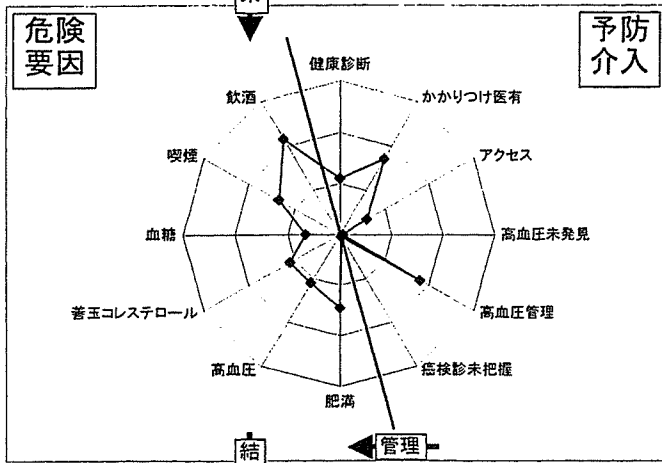 危険
要因
予防
介入
健康診断
飲酒
かかりつけ医有
喫煙
アクセス
血糖
高血圧未発見
善玉コレステロール
高血圧管理
高血圧
癌検診未把握
肥満
結
管理